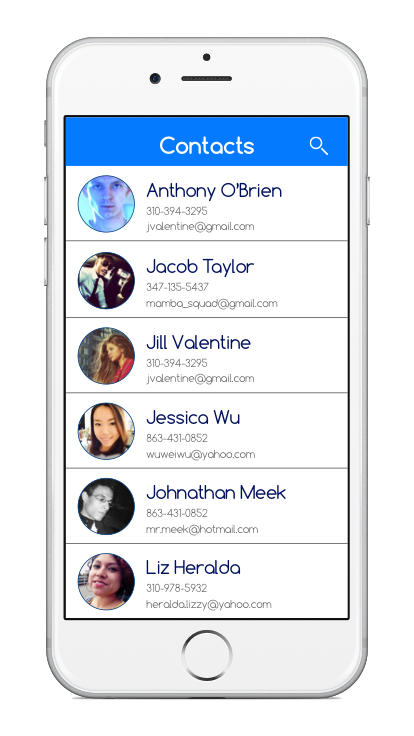 Contacts
Anthony O'Brien
310-394-3295
jvalentine@gmail.com
Jacob Taylor
347-135-5437
mamba_squad@gmail.com
Jill Valentine
310-394-3295
jvalentine@gmail.com
Jessica Wu
863-431-0852
wuweiwu@yahoo.com
Johnathan Meek
863-431-0852
mr.meek@hotmail.com
Liz Heralda
310-978-5932
heralda.lizzy@yahoo.com